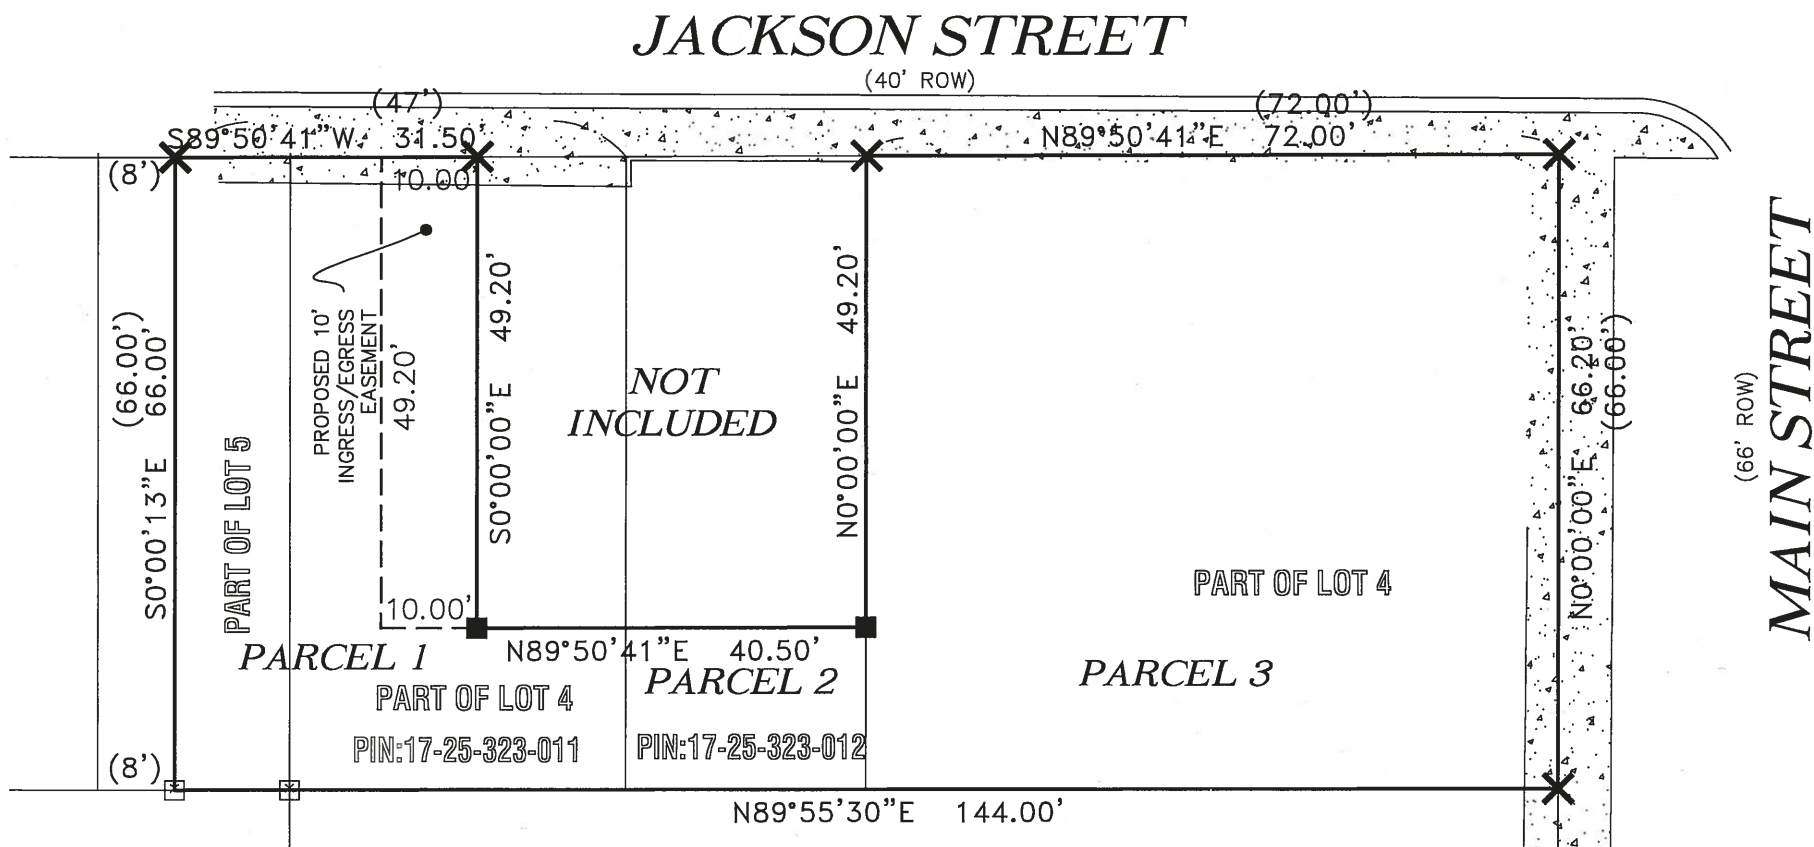 JACKSON STREET
(40' ROW)
(47')
(72.00')
S89°50'41"W 31.50'
N89°50'41"E 72.00'
(8')
10.00'
PROPOSED 10'
INGRESS/EGRESS
EASEMENT
49.20'
S0°00'00"E 49.20'
NOT
INCLUDED
N0°00'00"E 49.20'
(66.00')
66.00'
S0°00'13"E
PART OF LOT 5
N0°00'00"E 66.20'
(66.00')
(66' ROW)
MAIN STREET
PART OF LOT 4
10.00'
N89°50'41"E 40.50'
PARCEL 1
PARCEL 2
PARCEL 3
PART OF LOT 4
PIN:17-25-323-011
PIN:17-25-323-012
(8')
N89°55'30"E 144.00'